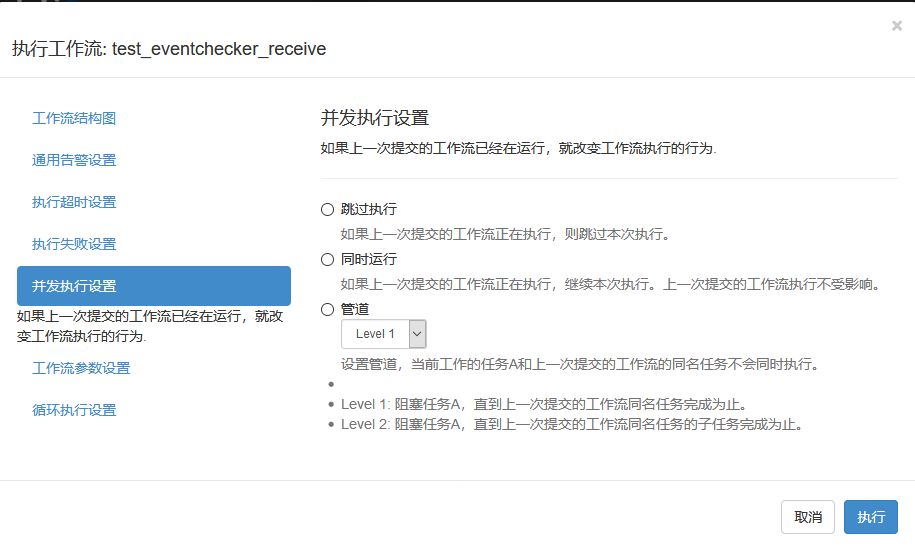 执行工作流: test_eventchecker_receive
×
工作流结构图
通用告警设置
执行超时设置
执行失败设置
并发执行设置
如果上一次提交的工作流已经在运行，就改
变工作流执行的行为.
工作流参数设置
循环执行设置
并发执行设置
如果上一次提交的工作流已经在运行，就改变工作流执行的行为.
跳过执行
如果上一次提交的工作流正在执行，则跳过本次执行。
同时运行
如果上一次提交的工作流正在执行，继续本次执行。上一次提交的工作流执行不受影响。
管道
Level 1
设置管道，当前工作的任务A和上一次提交的工作流的同名任务不会同时执行。
Level 1: 阻塞任务A，直到上一次提交的工作流同名任务完成为止。
Level 2: 阻塞任务A，直到上一次提交的工作流同名任务的子任务完成为止。
取消
执行